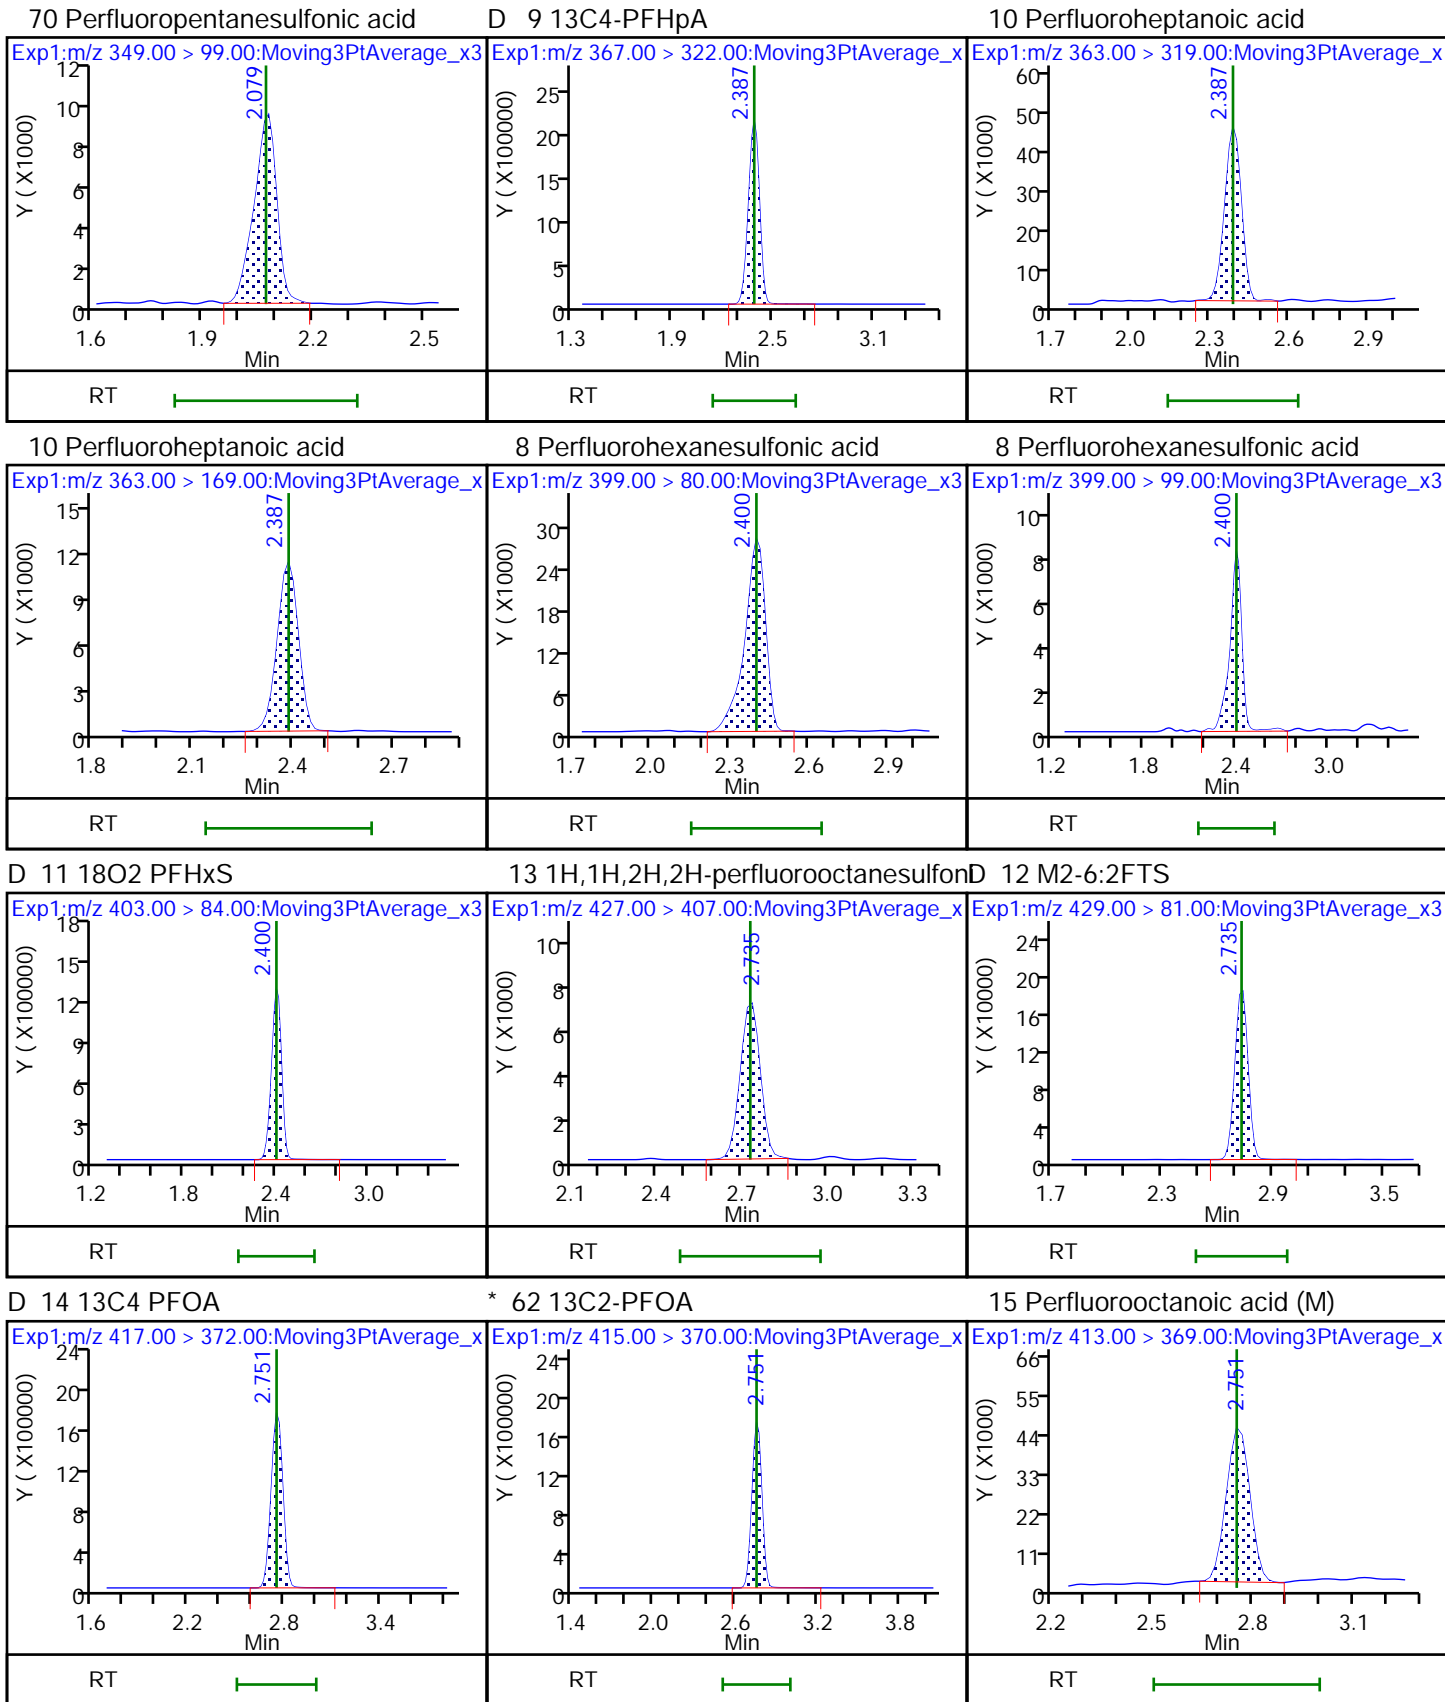 70 Perfluoropentanesulfonic acid
Exp1:m/z 349.00 > 99.00:Moving3PtAverage_x3
2.079
Y ( X1000)
12
10
8
6
4
2
0
1.6 1.9 2.2 2.5
Min
RT
D 9 13C4-PFHpA
Exp1:m/z 367.00 > 322.00:Moving3PtAverage_x
2.387
Y ( X100000)
25
20
15
10
5
0
1.3 1.9 2.5 3.1
Min
RT
10 Perfluoroheptanoic acid
Exp1:m/z 363.00 > 319.00:Moving3PtAverage_x
2.387
Y ( X1000)
60
50
40
30
20
10
0
1.7 2.0 2.3 2.6 2.9
Min
RT
10 Perfluoroheptanoic acid
Exp1:m/z 363.00 > 169.00:Moving3PtAverage_x
2.387
Y ( X1000)
15
12
9
6
3
0
1.8 2.1 2.4 2.7
Min
RT
8 Perfluorohexanesulfonic acid
Exp1:m/z 399.00 > 80.00:Moving3PtAverage_x3
2.400
Y ( X1000)
30
24
18
12
6
0
1.7 2.0 2.3 2.6 2.9
Min
RT
8 Perfluorohexanesulfonic acid
Exp1:m/z 399.00 > 99.00:Moving3PtAverage_x3
2.400
Y ( X1000)
10
8
6
4
2
0
1.2 1.8 2.4 3.0
Min
RT
D 11 18O2 PFHxS
Exp1:m/z 403.00 > 84.00:Moving3PtAverage_x3
2.400
Y ( X100000)
18
15
12
9
6
3
0
1.2 1.8 2.4 3.0
Min
RT
13 1H,1H,2H,2H-perfluorooctanesulfon
Exp1:m/z 427.00 > 407.00:Moving3PtAverage_x
2.735
Y ( X1000)
10
8
6
4
2
0
2.1 2.4 2.7 3.0 3.3
Min
RT
D 12 M2-6:2FTS
Exp1:m/z 429.00 > 81.00:Moving3PtAverage_x3
2.735
Y ( X10000)
24
20
16
12
8
4
0
1.7 2.3 2.9 3.5
Min
RT
D 14 13C4 PFOA
Exp1:m/z 417.00 > 372.00:Moving3PtAverage_x
2.751
Y ( X100000)
24
20
16
12
8
4
0
1.6 2.2 2.8 3.4
Min
RT
* 62 13C2-PFOA
Exp1:m/z 415.00 > 370.00:Moving3PtAverage_x
2.751
Y ( X100000)
24
20
16
12
8
4
0
1.4 2.0 2.6 3.2 3.8
Min
RT
15 Perfluorooctanoic acid (M)
Exp1:m/z 413.00 > 369.00:Moving3PtAverage_x
2.751
Y ( X1000)
66
55
44
33
22
11
0
2.2 2.5 2.8 3.1
Min
RT